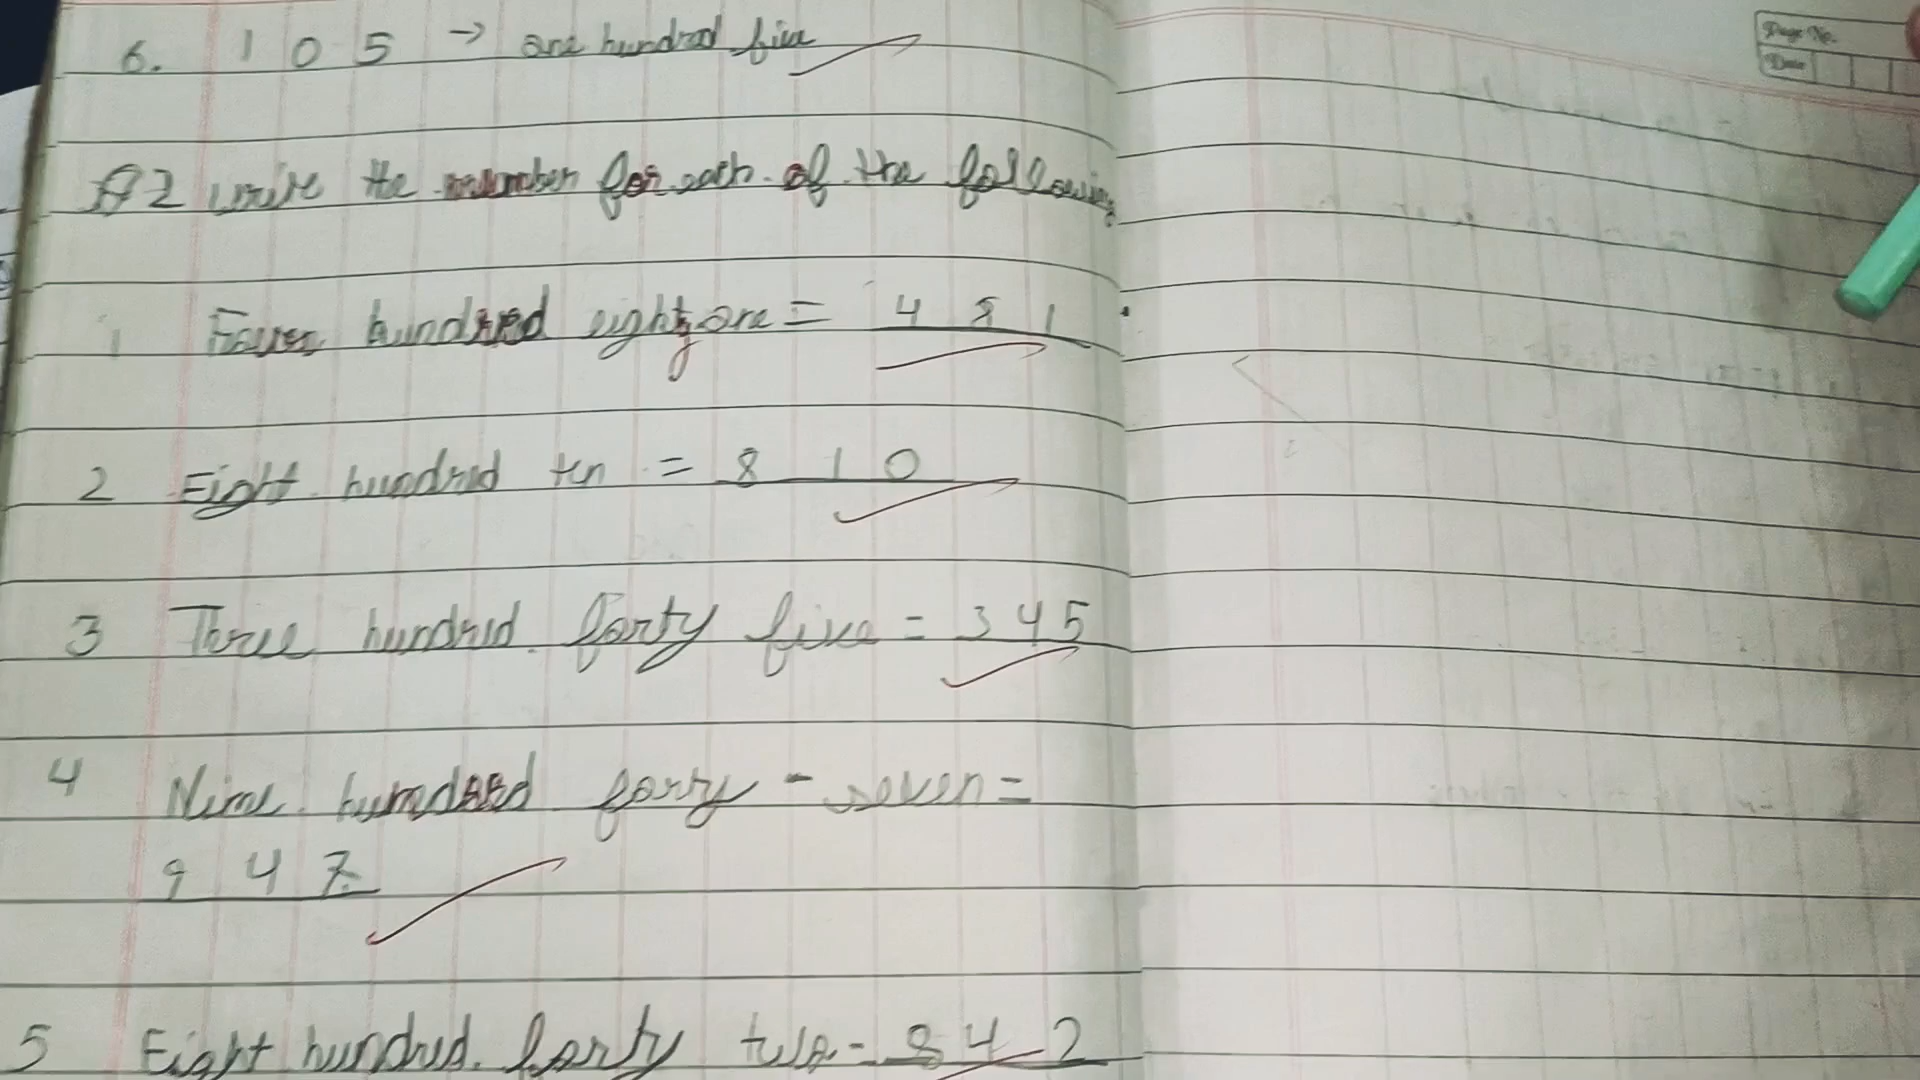 6. 1 0 5 → one hundred five
Page No.
Date
Q2 write the number for each of the following
1 Four hundred eighty one = 4 8 1
2 Eight hundred ten = 8 1 0
3 Three hundred forty five = 3 4 5
4 Nine hundred forty - seven =
9 4 7
5 Eight hundred forty two = 8 4 2